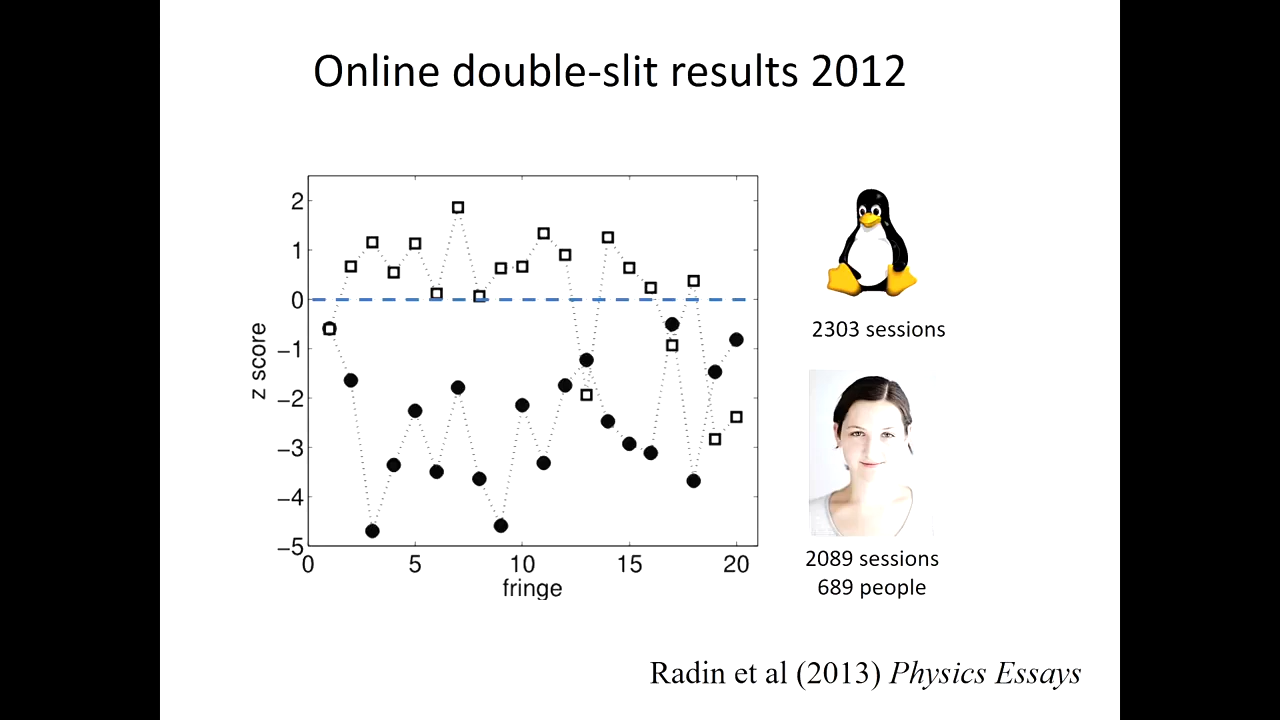 Online double-slit results 2012
2
1
0
−1
−2
−3
−4
−5
z score
0 5 10 15 20
fringe
2303 sessions
2089 sessions
689 people
Radin et al (2013) Physics Essays